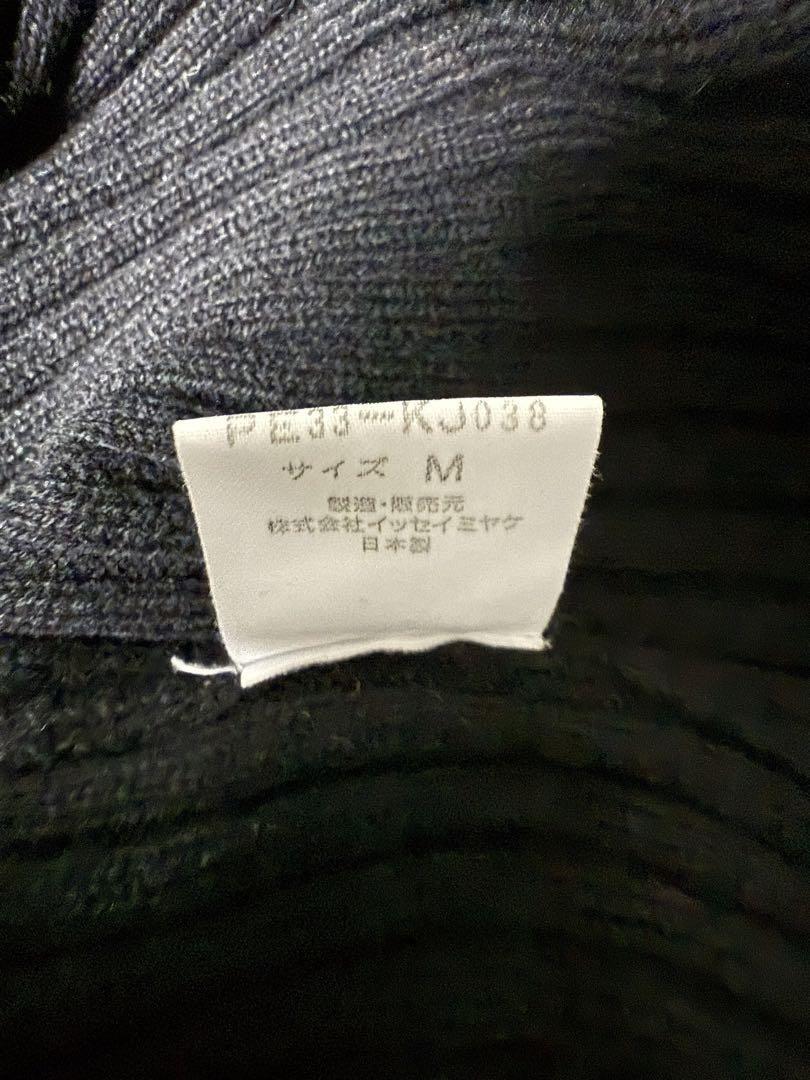 PE33-KJ038
サイズ M
製造・販売元
株式会社イッセイミヤケ
日本製